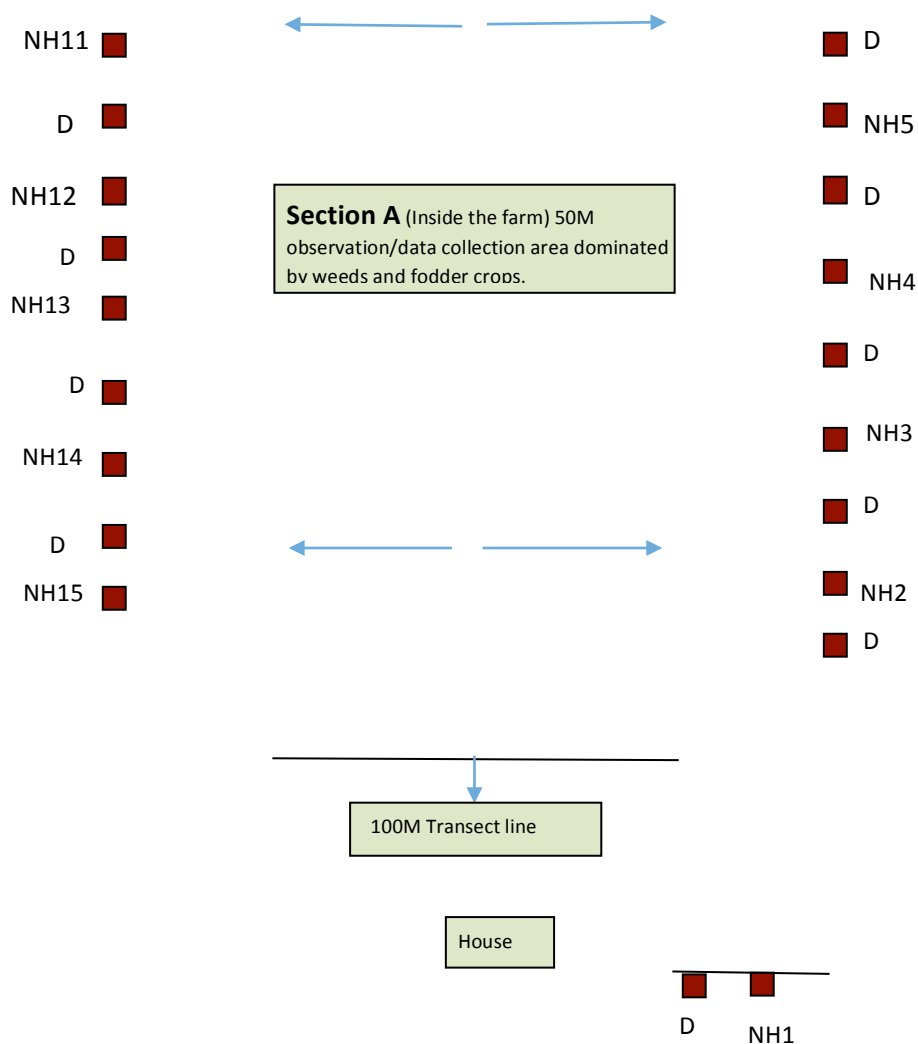 NH11
D
D
NH5
NH12
D
Section A (Inside the farm) 50M
observation/data collection area dominated
by weeds and fodder crops.
D
NH4
NH13
D
D
NH3
NH14
D
D
NH15
NH2
D
100M Transect line
House
D
NH1